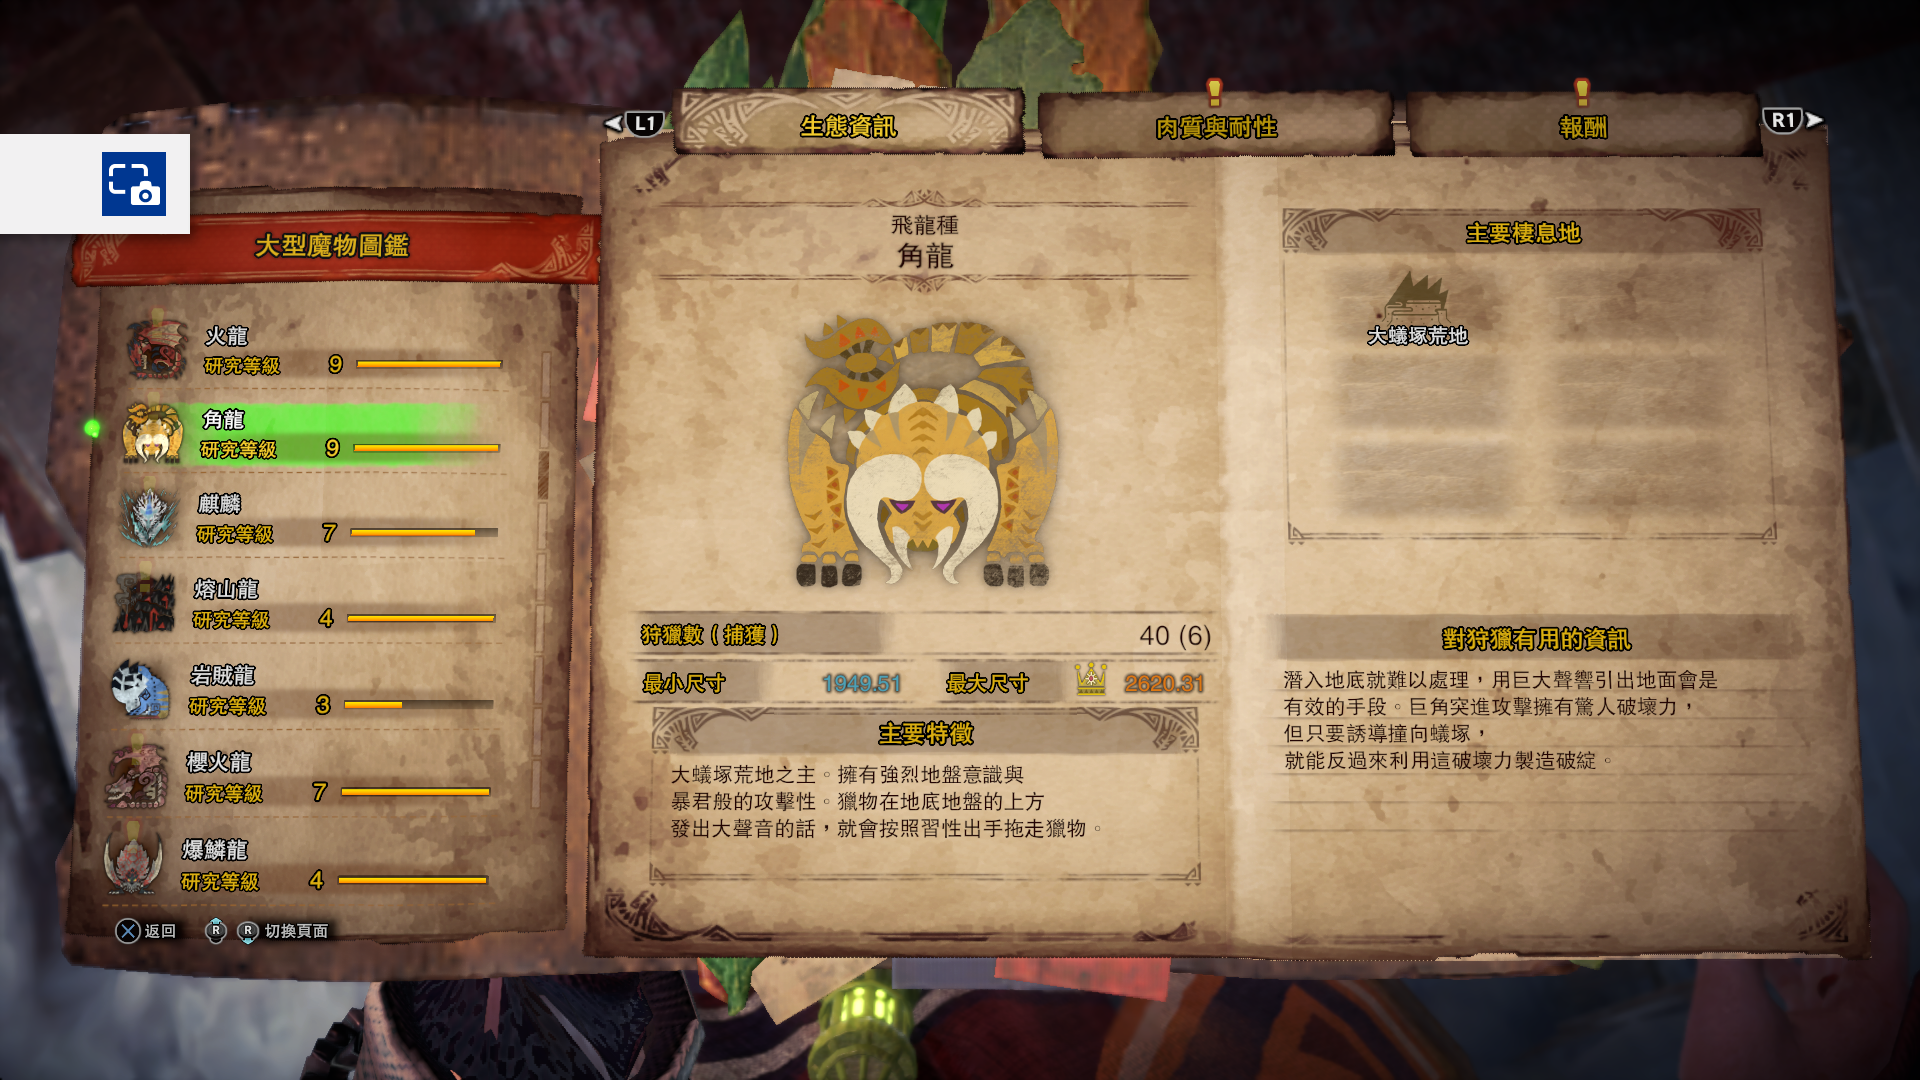 L1
生態資訊
肉質與耐性
報酬
R1
大型魔物圖鑑
火龍
研究等級 9
角龍
研究等級 9
麒麟
研究等級 7
熔山龍
研究等級 4
岩賊龍
研究等級 3
櫻火龍
研究等級 7
爆鱗龍
研究等級 4
返回 R R 切換頁面
飛龍種
角龍
狩獵數(捕獲) 40 (6)
最小尺寸 1949.51 最大尺寸 2620.31
主要特徵
大蟻塚荒地之主。擁有強烈地盤意識與
暴君般的攻擊性。獵物在地底地盤的上方
發出大聲音的話,就會按照習性出手拖走獵物。
主要棲息地
大蟻塚荒地
對狩獵有用的資訊
潛入地底就難以處理,用巨大聲響引出地面會是
有效的手段。巨角突進攻擊擁有驚人破壞力,
但只要誘導撞向蟻塚,
就能反過來利用這破壞力製造破綻。